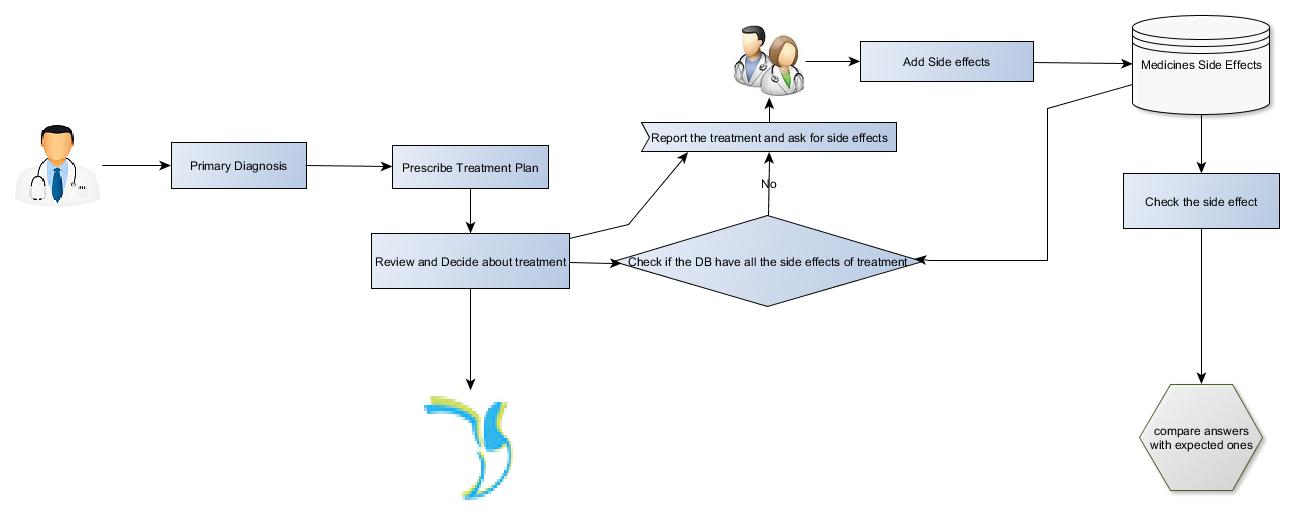 Add Side effects
Medicines Side Effects
Report the treatment and ask for side effects
Primary Diagnosis
Prescribe Treatment Plan
No
Check the side effect
Review and Decide about treatment
Check if the DB have all the side effects of treatment
compare answers
with expected ones